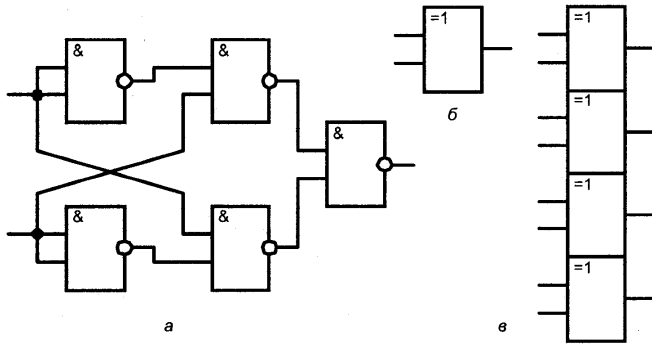 & & =1 =1
б
& =1
=1
& & =1
а в